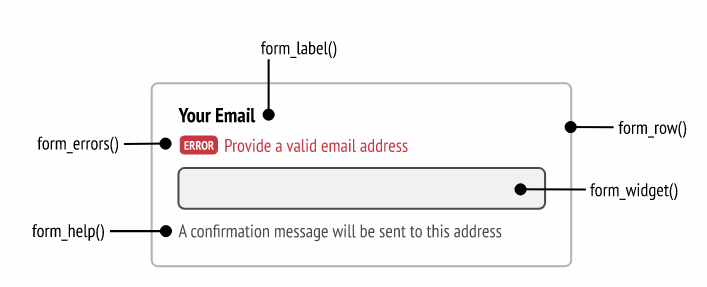 form_label()
Your Email
form_errors()
ERROR Provide a valid email address
form_row()
form_widget()
form_help()
A confirmation message will be sent to this address